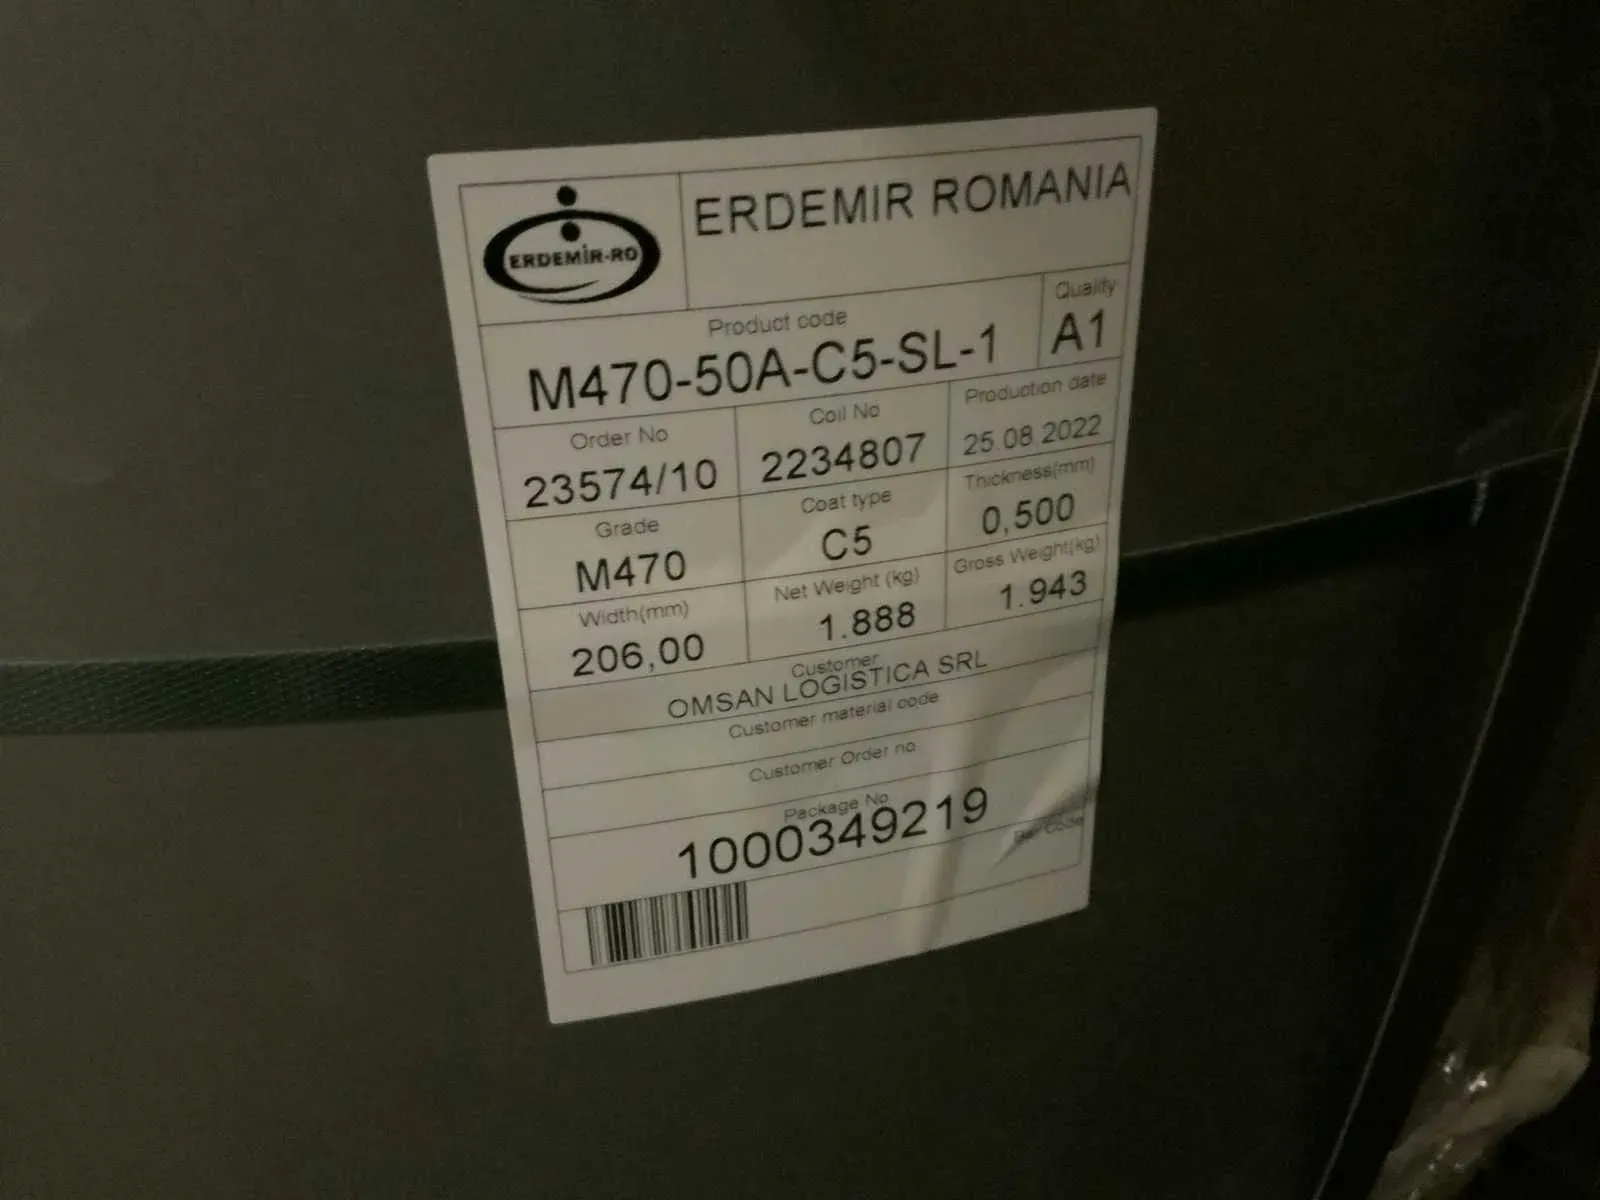 ERDEMİR-RO
ERDEMIR ROMANIA
Product code
M470-50A-C5-SL-1
Quality
A1
Order No
23574/10
Coil No
2234807
Production date
25.08.2022
Grade
M470
Coat type
C5
Thickness(mm)
0,500
Width(mm)
206,00
Net Weight (kg)
1.888
Gross Weight(kg)
1.943
Customer
OMSAN LOGISTICA SRL
Customer material code
Customer Order no
Package No
1000349219
Bar Code